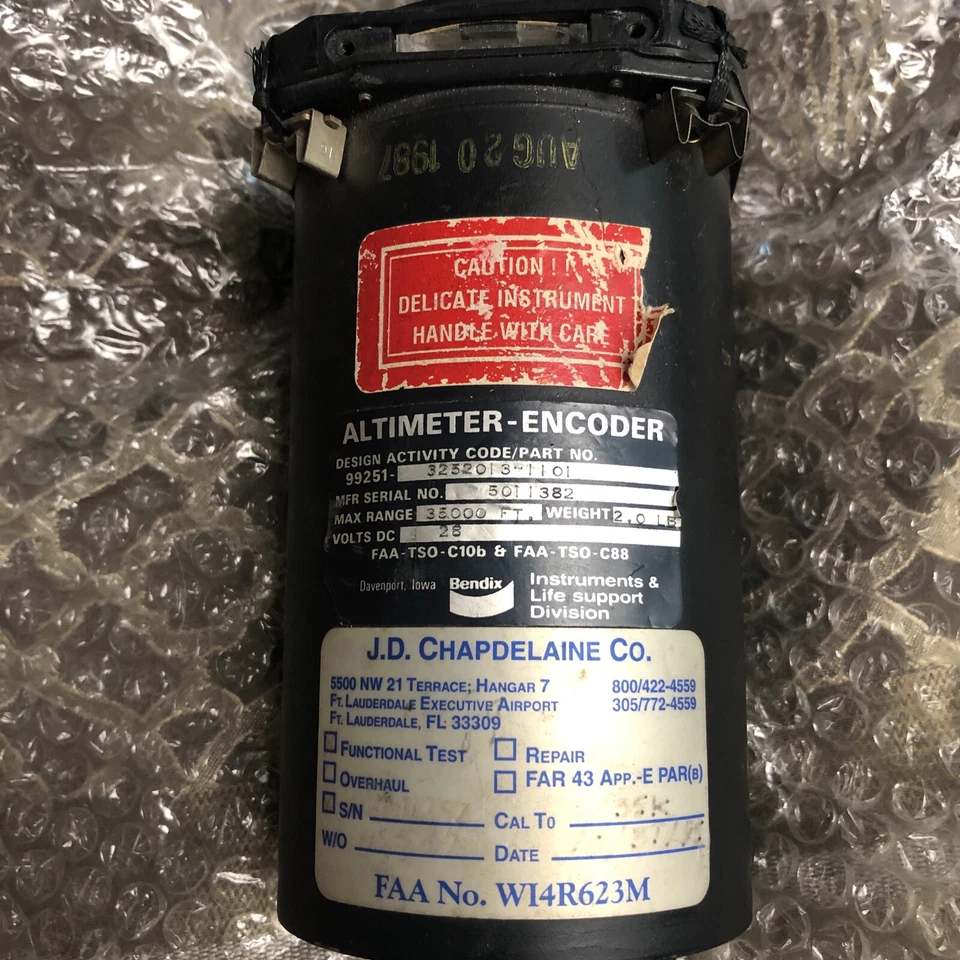 AUG 20 1987
CAUTION ! !
DELICATE INSTRUMENT
HANDLE WITH CARE
ALTIMETER-ENCODER
DESIGN ACTIVITY CODE/PART NO.
99251- 3252013-1101
MFR SERIAL NO. 5011382
MAX RANGE 35000 FT. WEIGHT 2.0 LB
VOLTS DC 28
FAA-TSO-C10b & FAA-TSO-C88
Davenport, Iowa Bendix Instruments &
Life support
Division
J.D. CHAPDELAINE CO.
5500 NW 21 TERRACE; HANGAR 7 800/422-4559
FT. LAUDERDALE EXECUTIVE AIRPORT 305/772-4559
FT. LAUDERDALE, FL 33309
FUNCTIONAL TEST REPAIR
OVERHAUL FAR 43 APP.-E PAR(B)
S/N CAL TO 35K
W/O DATE
FAA NO. WI4R623M